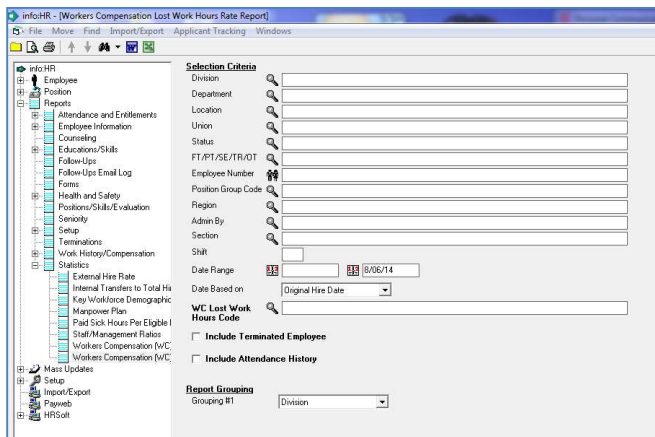 info:HR - [Workers Compensation Lost Work Hours Rate Report]
File Move Find Import/Export Applicant Tracking Windows
info:HR
Employee
Position
Reports
Attendance and Entitlements
Employee Information
Counseling
Educations/Skills
Follow-Ups
Follow-Ups Email Log
Forms
Health and Safety
Positions/Skills/Evaluation
Seniority
Setup
Terminations
Work History/Compensation
Statistics
External Hire Rate
Internal Transfers to Total Hi
Key Workforce Demographic
Manpower Plan
Paid Sick Hours Per Eligible
Staff/Management Ratios
Workers Compensation (WC)
Workers Compensation (WC)
Mass Updates
Setup
Import/Export
Payweb
HRSoft
Selection Criteria
Division
Department
Location
Union
Status
FT/PT/SE/TR/OT
Employee Number
Position Group Code
Region
Admin By
Section
Shift
Date Range 8/06/14
Date Based on Original Hire Date
WC Lost Work
Hours Code
Include Terminated Employee
Include Attendance History
Report Grouping
Grouping #1 Division